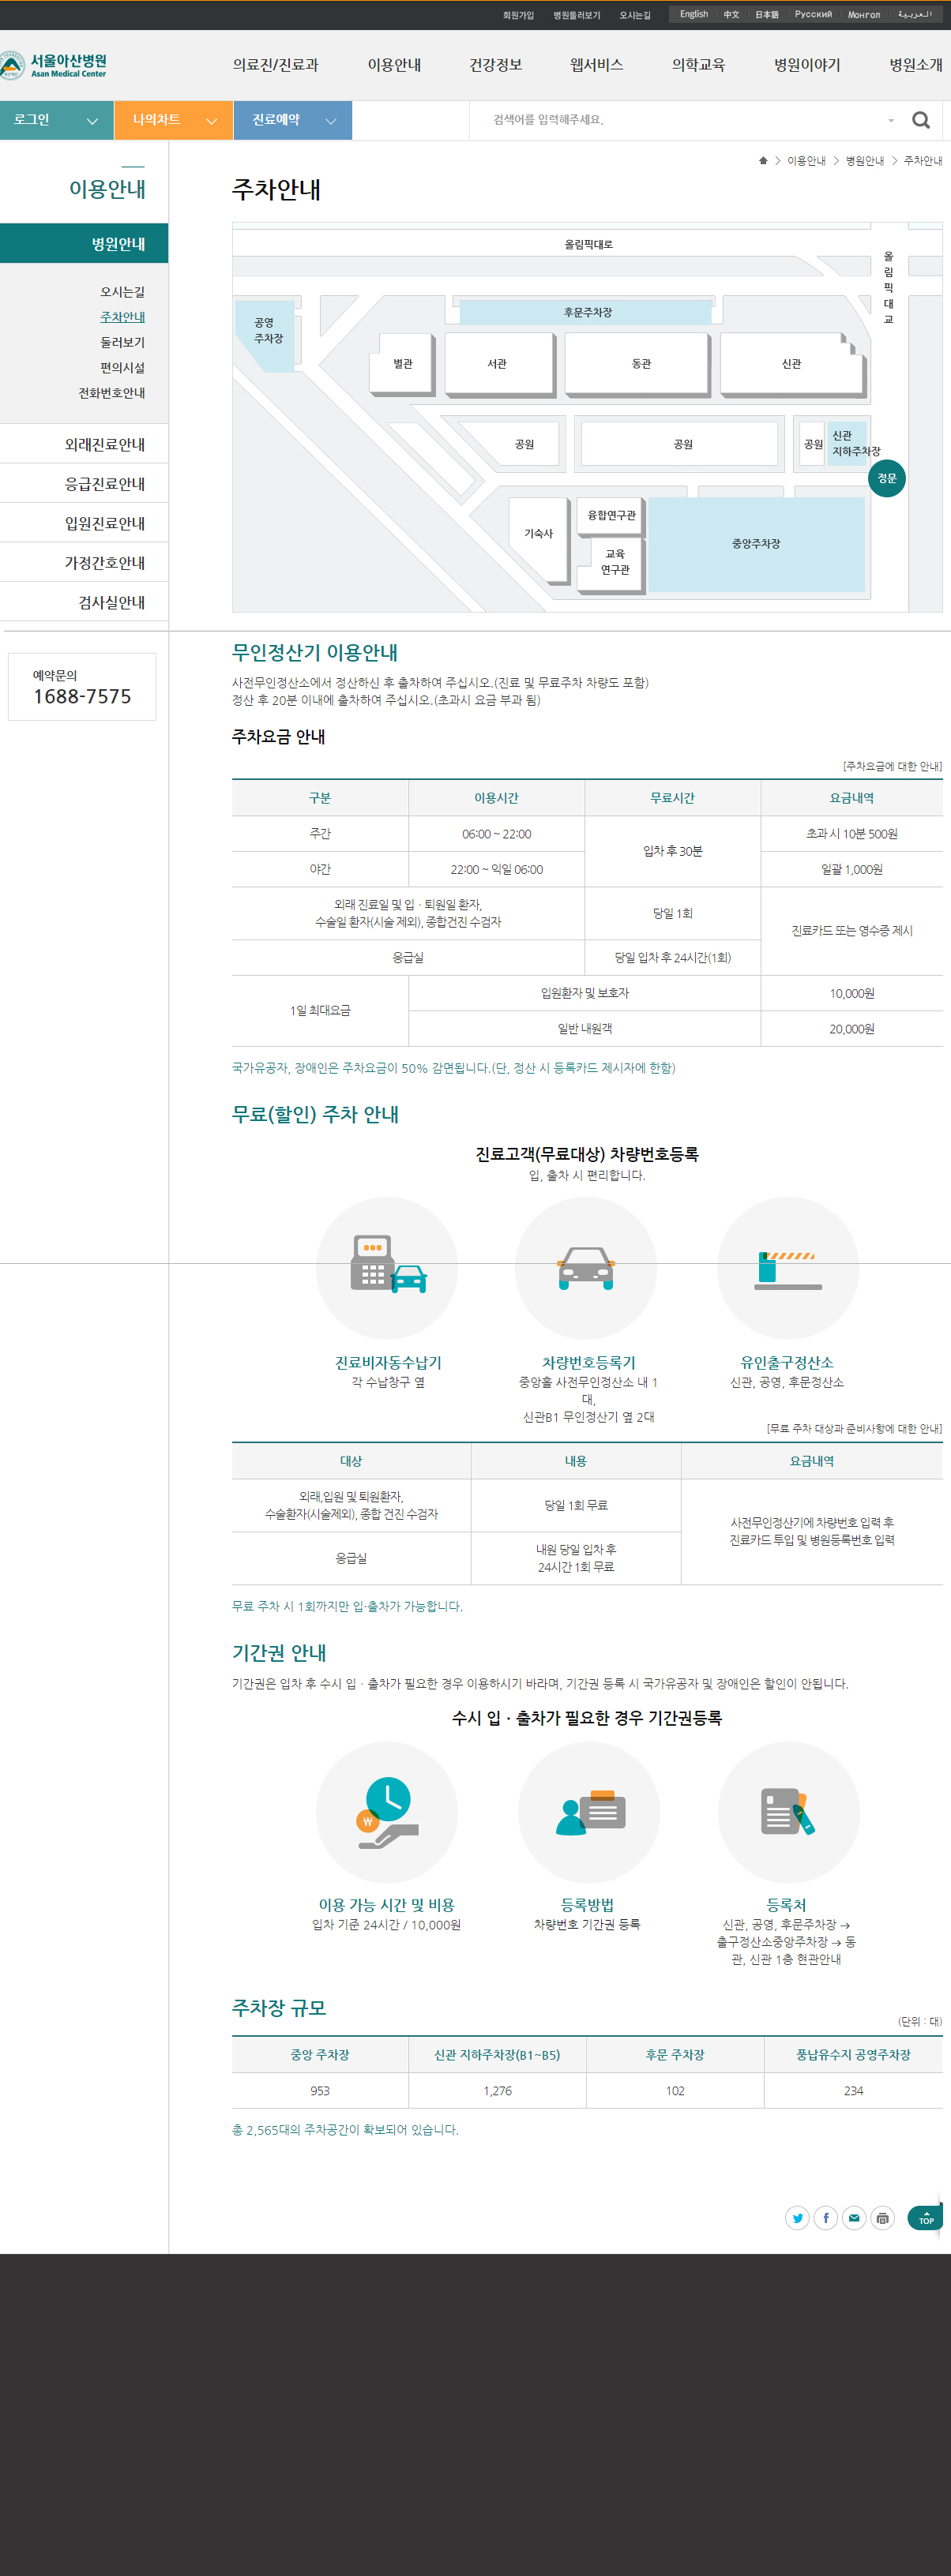 회원가입 병원둘러보기 오시는길 English 中文 日本語 Русский Монгол العربية
서울아산병원
Asan Medical Center
의료진/진료과 이용안내 건강정보 웹서비스 의학교육 병원이야기 병원소개
로그인 나의차트 진료예약 검색어를 입력해주세요.
이용안내 > 병원안내 > 주차안내
이용안내
병원안내
오시는길
주차안내
둘러보기
편의시설
전화번호안내
외래진료안내
응급진료안내
입원진료안내
가정간호안내
검사실안내
예약문의
1688-7575
주차안내
올림픽대로
올
림
픽
대
교
공영
주차장
후문주차장
별관 서관 동관 신관
공원 공원 공원
신관
지하주차장
정문
기숙사
융합연구관
교육
연구관
중앙주차장
무인정산기 이용안내
사전무인정산소에서 정산하신 후 출차하여 주십시오.(진료 및 무료주차 차량도 포함)
정산 후 20분 이내에 출차하여 주십시오.(초과시 요금 부과 됨)
주차요금 안내
[주차요금에 대한 안내]
구분 이용시간 무료시간 요금내역
주간 06:00 ~ 22:00 입차 후 30분 초과 시 10분 500원
야간 22:00 ~ 익일 06:00 일괄 1,000원
외래 진료일 및 입ㆍ퇴원일 환자,
수술일 환자(시술 제외), 종합건진 수검자
당일 1회
진료카드 또는 영수증 제시
응급실 당일 입차 후 24시간(1회)
1일 최대요금 입원환자 및 보호자 10,000원
일반 내원객 20,000원
국가유공자, 장애인은 주차요금이 50% 감면됩니다.(단, 정산 시 등록카드 제시자에 한함)
무료(할인) 주차 안내
진료고객(무료대상) 차량번호등록
입, 출차 시 편리합니다.
진료비자동수납기
각 수납창구 옆
차량번호등록기
중앙홀 사전무인정산소 내 1
대,
신관B1 무인정산기 옆 2대
유인출구정산소
신관, 공영, 후문정산소
[무료 주차 대상과 준비사항에 대한 안내]
대상 내용 요금내역
외래,입원 및 퇴원환자,
수술환자(시술제외), 종합 건진 수검자
당일 1회 무료
사전무인정산기에 차량번호 입력 후
진료카드 투입 및 병원등록번호 입력
응급실
내원 당일 입차 후
24시간 1회 무료
무료 주차 시 1회까지만 입·출차가 가능합니다.
기간권 안내
기간권은 입차 후 수시 입ㆍ출차가 필요한 경우 이용하시기 바라며, 기간권 등록 시 국가유공자 및 장애인은 할인이 안됩니다.
수시 입ㆍ출차가 필요한 경우 기간권등록
₩
이용 가능 시간 및 비용
입차 기준 24시간 / 10,000원
등록방법
차량번호 기간권 등록
등록처
신관, 공영, 후문주차장 →
출구정산소중앙주차장 → 동
관, 신관 1층 현관안내
주차장 규모
(단위 : 대)
중앙 주차장 신관 지하주차장(B1~B5) 후문 주차장 풍납유수지 공영주차장
953 1,276 102 234
총 2,565대의 주차공간이 확보되어 있습니다.
TOP